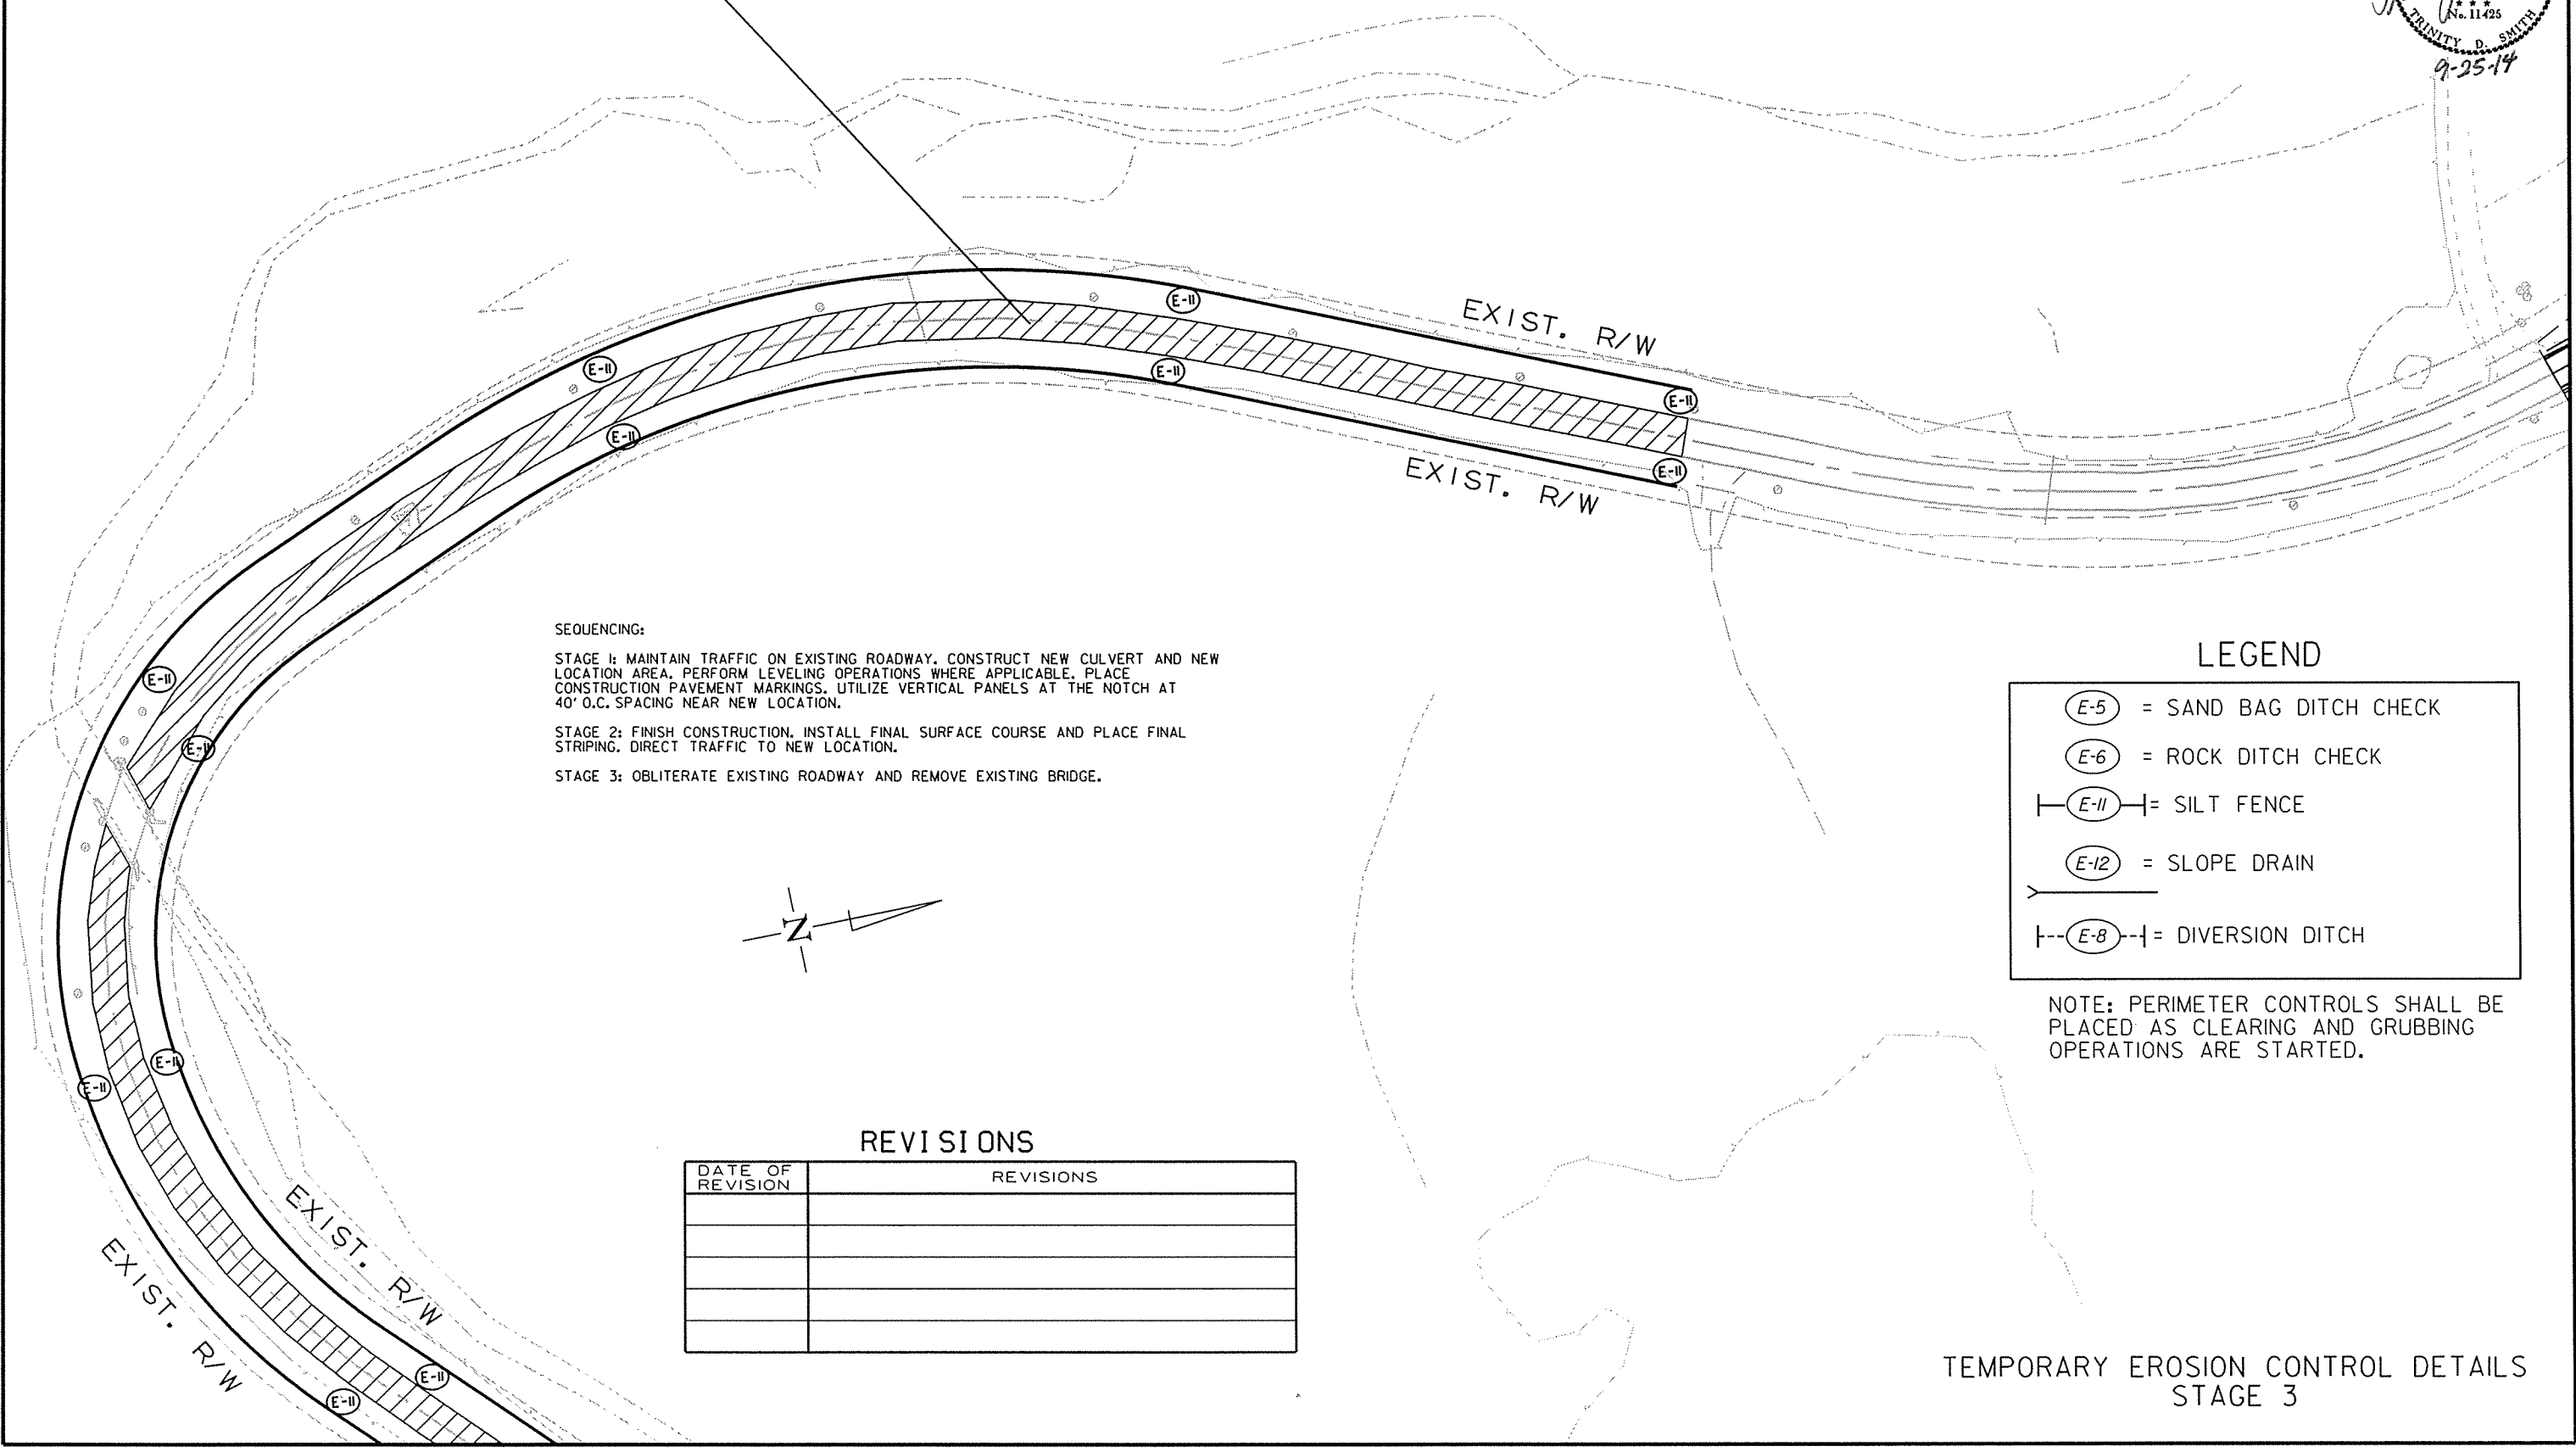 No. 11425
TRINITY D. SMITH
9-25-14
E-11
EXIST. R/W
E-11
E-11
E-11
E-11
E-11
EXIST. R/W
SEQUENCING:
STAGE 1: MAINTAIN TRAFFIC ON EXISTING ROADWAY. CONSTRUCT NEW CULVERT AND NEW
LOCATION AREA. PERFORM LEVELING OPERATIONS WHERE APPLICABLE. PLACE
CONSTRUCTION PAVEMENT MARKINGS. UTILIZE VERTICAL PANELS AT THE NOTCH AT
40' O.C. SPACING NEAR NEW LOCATION.
STAGE 2: FINISH CONSTRUCTION. INSTALL FINAL SURFACE COURSE AND PLACE FINAL
STRIPING. DIRECT TRAFFIC TO NEW LOCATION.
STAGE 3: OBLITERATE EXISTING ROADWAY AND REMOVE EXISTING BRIDGE.
E-11
E-11
N
LEGEND
E-5 = SAND BAG DITCH CHECK
E-6 = ROCK DITCH CHECK
E-11 = SILT FENCE
E-12 = SLOPE DRAIN
E-8 = DIVERSION DITCH
NOTE: PERIMETER CONTROLS SHALL BE
PLACED AS CLEARING AND GRUBBING
OPERATIONS ARE STARTED.
E-11
E-11
REVISIONS
DATE OF
REVISION
REVISIONS
EXIST. R/W
EXIST. R/W
E-11
E-11
TEMPORARY EROSION CONTROL DETAILS
STAGE 3